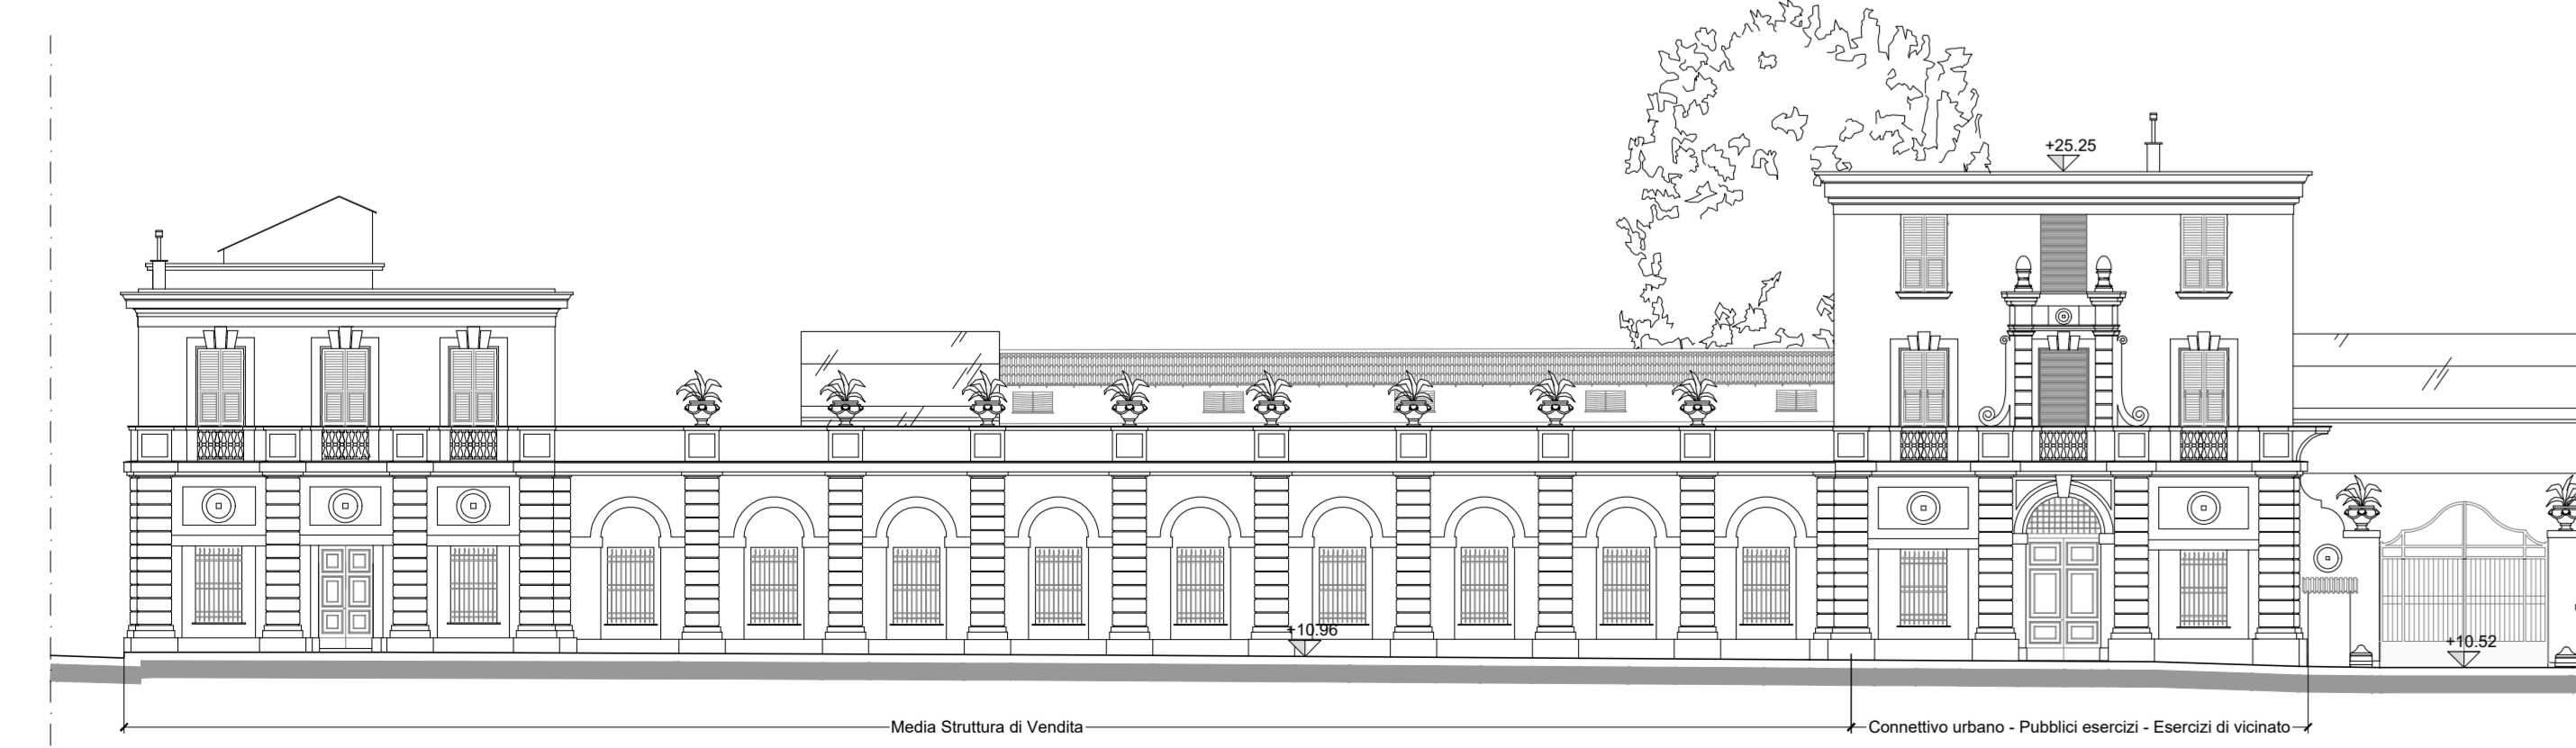 +25.25
+10.96
+10.52
Media Struttura di Vendita
Connettivo urbano - Pubblici esercizi - Esercizi di vicinato